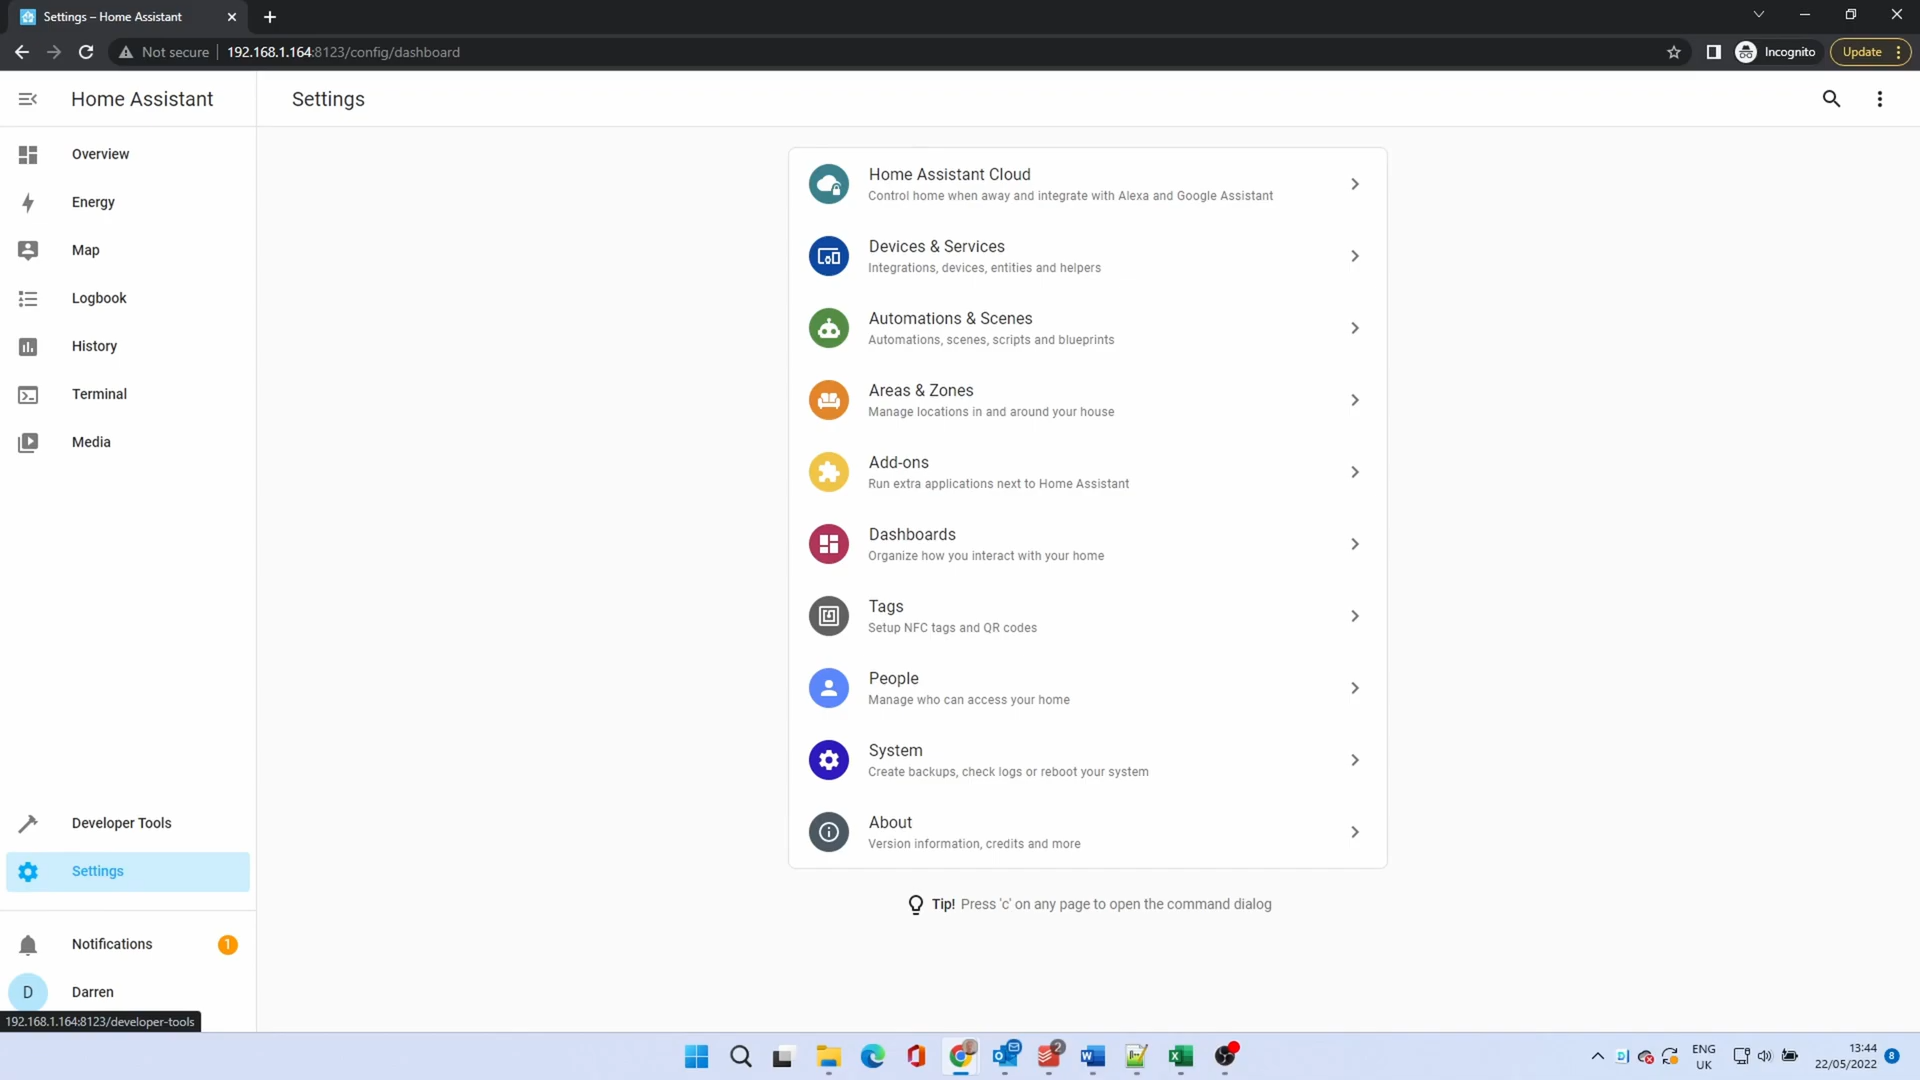 Settings – Home Assistant
Not secure
192.168.1.164:8123/config/dashboard
Incognito
Update
Home Assistant
Settings
Overview
Energy
Map
Logbook
History
Terminal
Media
Developer Tools
Settings
Notifications
1
D
Darren
192.168.1.164:8123/developer-tools
Home Assistant Cloud
Control home when away and integrate with Alexa and Google Assistant
Devices & Services
Integrations, devices, entities and helpers
Automations & Scenes
Automations, scenes, scripts and blueprints
Areas & Zones
Manage locations in and around your house
Add-ons
Run extra applications next to Home Assistant
Dashboards
Organize how you interact with your home
Tags
Setup NFC tags and QR codes
People
Manage who can access your home
System
Create backups, check logs or reboot your system
About
Version information, credits and more
Tip! Press 'c' on any page to open the command dialog
2
ENG
UK
13:44
22/05/2022
8